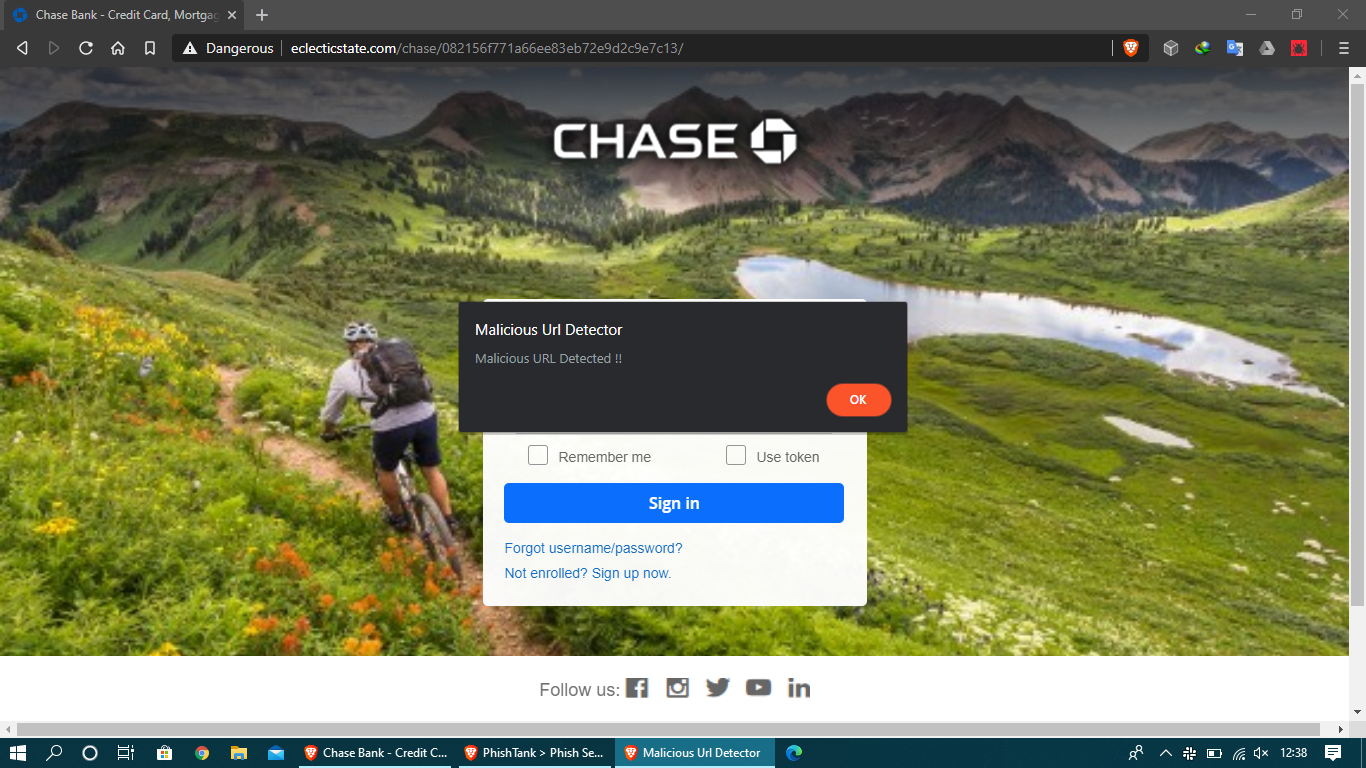 Chase Bank - Credit Card, Mortgag
Dangerous
eclecticstate.com/chase/082156f771a66ee83eb72e9d2c9e7c13/
CHASE
Malicious Url Detector
Malicious URL Detected !!
OK
Remember me
Use token
Sign in
Forgot username/password?
Not enrolled? Sign up now.
Follow us:
Chase Bank - Credit C...
PhishTank > Phish Se...
Malicious Url Detector
12:38